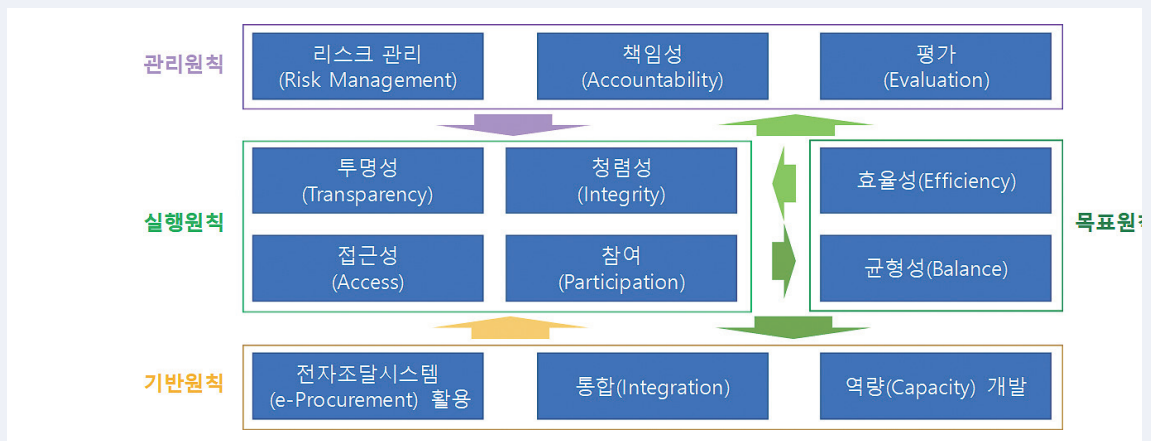 관리원칙
리스크 관리
(Risk Management)
책임성
(Accountability)
평가
(Evaluation)
실행원칙
투명성
(Transparency)
청렴성
(Integrity)
접근성
(Access)
참여
(Participation)
효율성(Efficiency)
균형성(Balance)
목표원
기반원칙
전자조달시스템
(e-Procurement) 활용
통합(Integration)
역량(Capacity) 개발